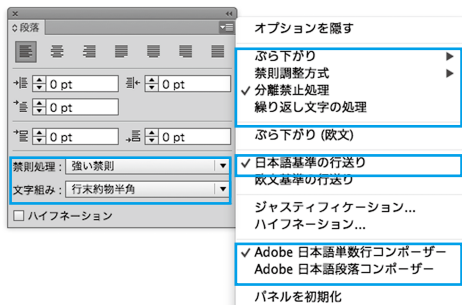 段落
0 pt
0 pt
0 pt
0 pt
0 pt
禁則処理 : 強い禁則
文字組み : 行末約物半角
ハイフネーション
オプションを隠す
ぶら下がり
禁則調整方式
分離禁止処理
繰り返し文字の処理
ぶら下がり (欧文)
日本語基準の行送り
欧文基準の行送り
ジャスティフィケーション...
ハイフネーション...
Adobe 日本語単数行コンポーザー
Adobe 日本語段落コンポーザー
パネルを初期化